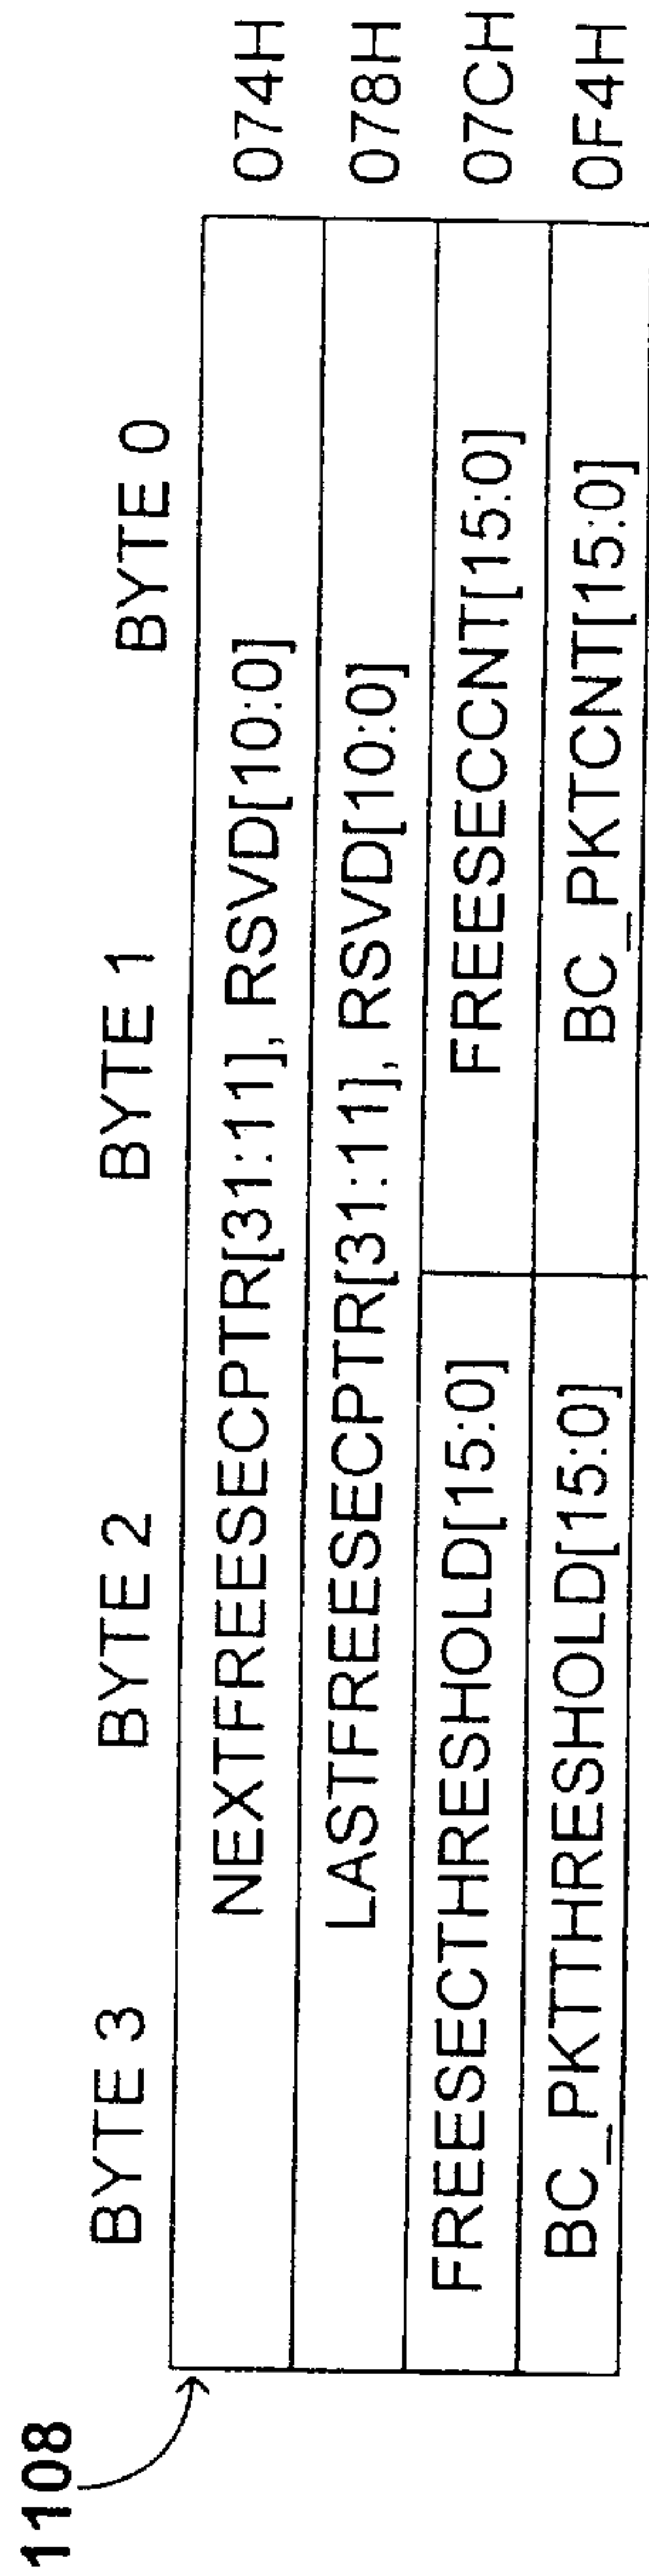 1108
BYTE 3 BYTE 2 BYTE 1 BYTE 0
NEXTFREESECPTR[31:11], RSVD[10:0] 074H
LASTFREESECPTR[31:11], RSVD[10:0] 078H
FREESECTHRESHOLD[15:0] FREESECCNT[15:0] 07CH
BC_PKTTHRESHOLD[15:0] BC_PKTCNT[15:0] 0F4H